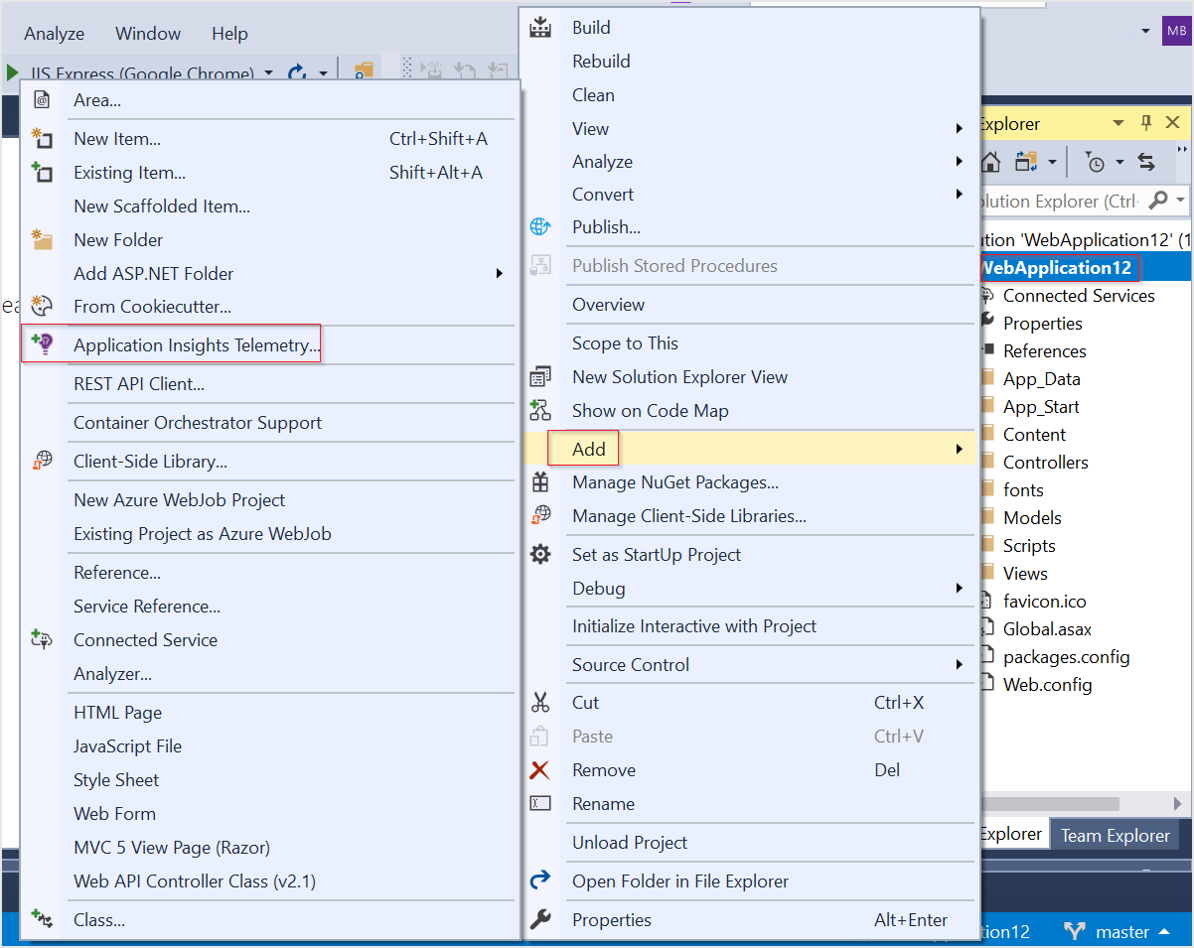 Analyze Window Help
MB
IIS Express (Google Chrome)
Area...
New Item... Ctrl+Shift+A
Existing Item... Shift+Alt+A
New Scaffolded Item...
New Folder
Add ASP.NET Folder
From Cookiecutter...
Application Insights Telemetry...
REST API Client...
Container Orchestrator Support
Client-Side Library...
New Azure WebJob Project
Existing Project as Azure WebJob
Reference...
Service Reference...
Connected Service
Analyzer...
HTML Page
JavaScript File
Style Sheet
Web Form
MVC 5 View Page (Razor)
Web API Controller Class (v2.1)
Class...
Build
Rebuild
Clean
View
Analyze
Convert
Publish...
Publish Stored Procedures
Overview
Scope to This
New Solution Explorer View
Show on Code Map
Add
Manage NuGet Packages...
Manage Client-Side Libraries...
Set as StartUp Project
Debug
Initialize Interactive with Project
Source Control
Cut Ctrl+X
Paste Ctrl+V
Remove Del
Rename
Unload Project
Open Folder in File Explorer
Properties Alt+Enter
Explorer
olution Explorer (Ctrl-
ution 'WebApplication12' (1
WebApplication12
Connected Services
Properties
References
App_Data
App_Start
Content
Controllers
fonts
Models
Scripts
Views
favicon.ico
Global.asax
packages.config
Web.config
Explorer Team Explorer
tion12 master